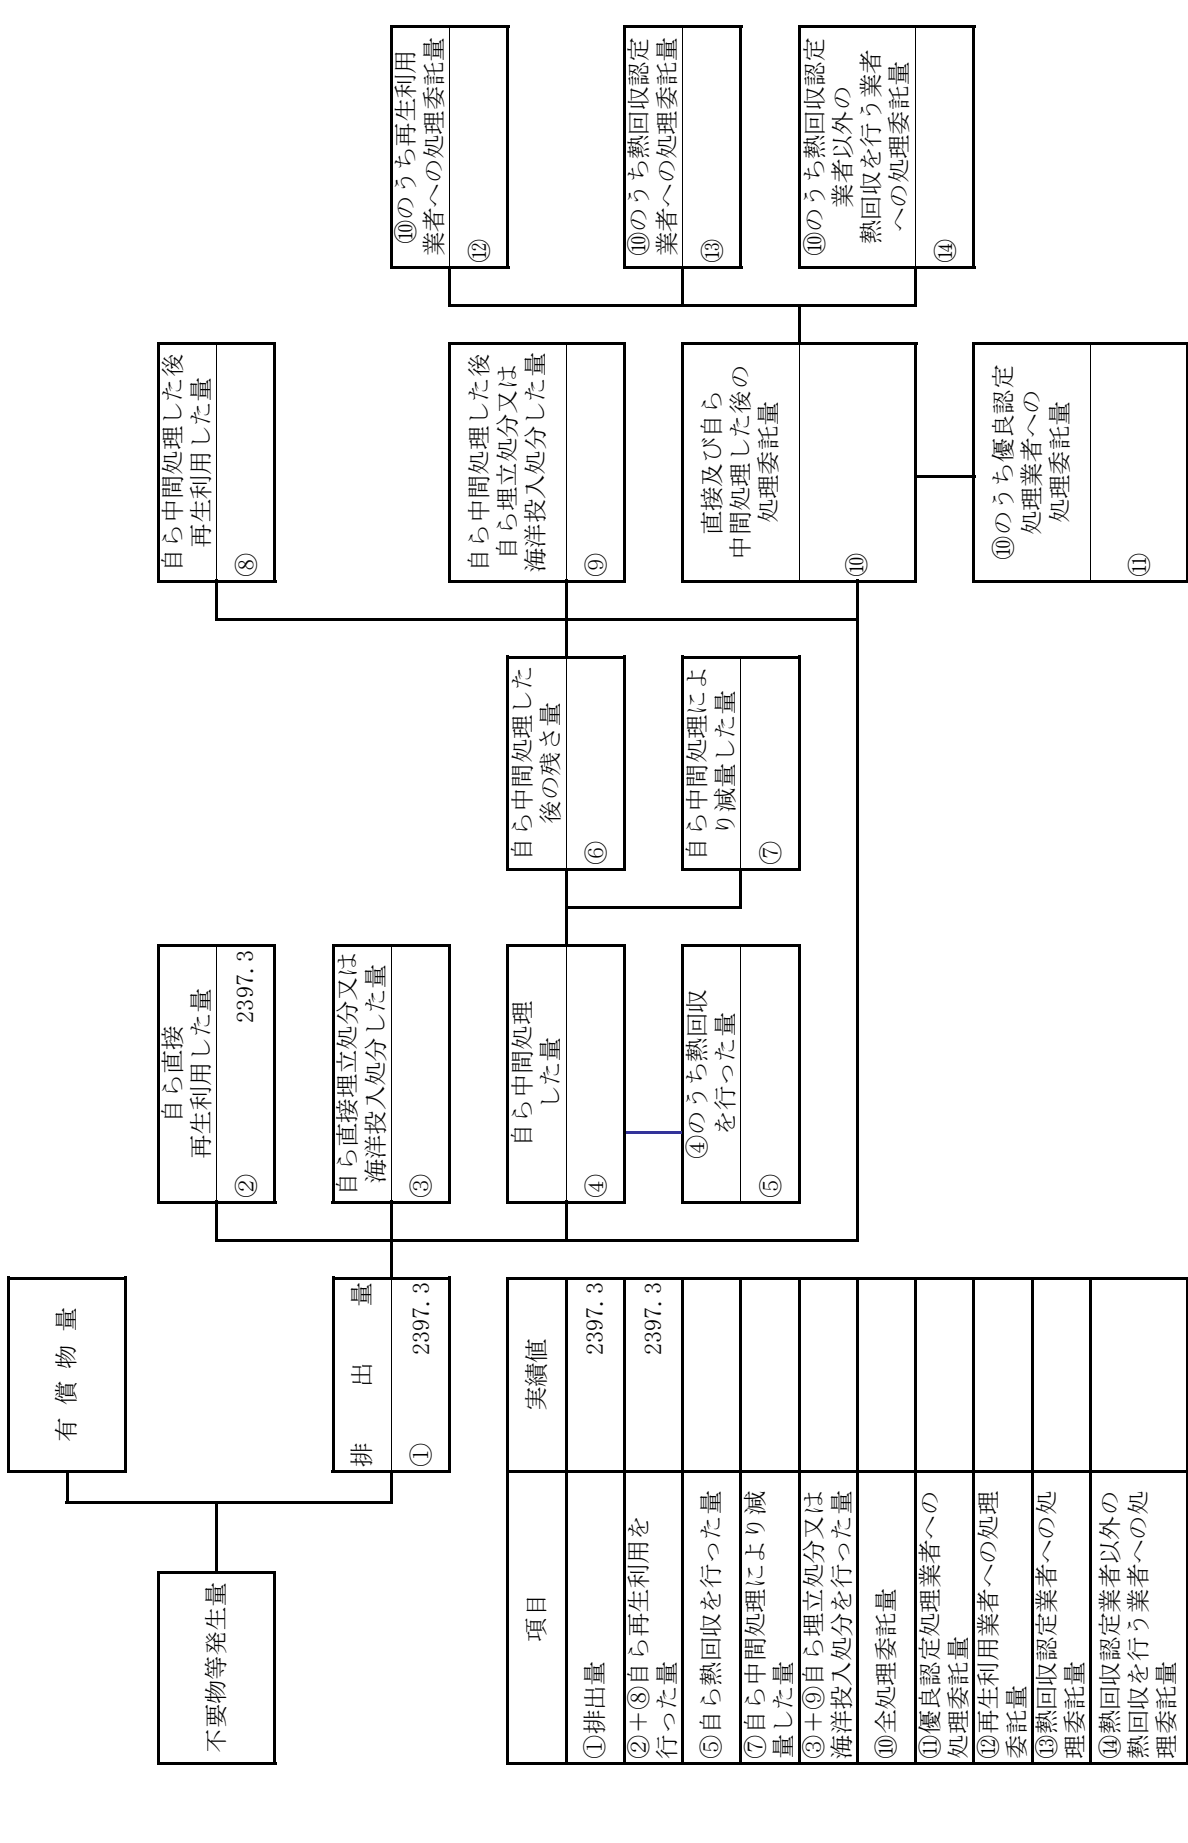 有償物量
不要物等発生量
排出量
① 2397.3
自ら直接
再生利用した量
② 2397.3
自ら直接埋立処分又は
海洋投入処分した量
③
自ら中間処理
した量
④
④のうち熱回収
を行った量
⑤
自ら中間処理した
後の残さ量
⑥
自ら中間処理によ
り減量した量
⑦
自ら中間処理した後
再生利用した量
⑧
自ら中間処理した後
自ら埋立処分又は
海洋投入処分した量
⑨
直接及び自ら
中間処理した後の
処理委託量
⑩
⑩のうち優良認定
処理業者への
処理委託量
⑪
⑩のうち再生利用
業者への処理委託量
⑫
⑩のうち熱回収認定
業者への処理委託量
⑬
⑩のうち熱回収認定
業者以外の
熱回収を行う業者
への処理委託量
⑭
項目 実績値
①排出量 2397.3
②＋⑧自ら再生利用を
行った量 2397.3
⑤自ら熱回収を行った量
⑦自ら中間処理により減
量した量
③＋⑨自ら埋立処分又は
海洋投入処分を行った量
⑩全処理委託量
⑪優良認定処理業者への
処理委託量
⑫再生利用業者への処理
委託量
⑬熱回収認定業者への処
理委託量
⑭熱回収認定業者以外の
熱回収を行う業者への処
理委託量